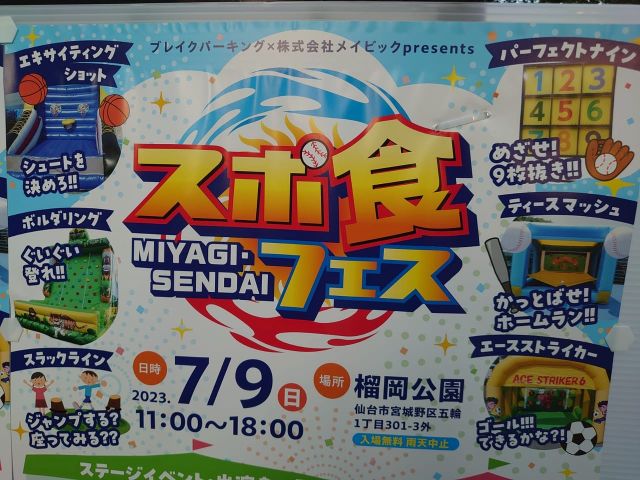 ブレイクパーキング×株式会社メイビックpresents
エキサイティング
ショット
シュートを
決めろ!!
パーフェクトナイン
1 2 3
4 5 6
7 8 9
めざせ!
9枚抜き!!
スポ食
MIYAGI-
SENDAI
フェス
ボルダリング
ぐいぐい
登れ!!
ティースマッシュ
かっとばせ!
ホームラン!!
スラックライン
ジャンプする?
座ってみる??
日時
2023.
7/9日
11:00〜18:00
場所
榴岡公園
仙台市宮城野区五輪
1丁目301-3外
入場無料 雨天中止
エースストライカー
ACE STRIKER 6
ゴール!!!
できるかな?!
ステージイベント・出演